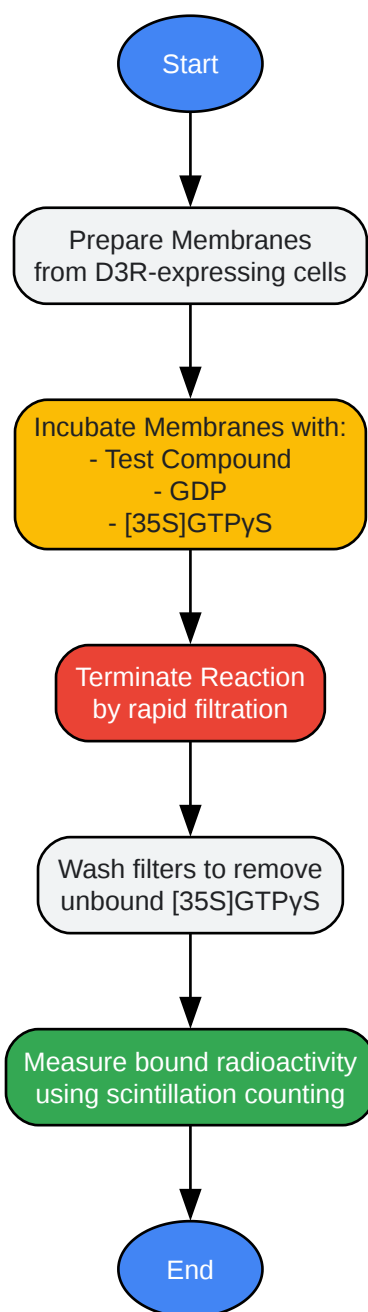 Start
Prepare Membranes
from D3R-expressing cells
Incubate Membranes with:
- Test Compound
- GDP
- [35S]GTPγS
Terminate Reaction
by rapid filtration
Wash filters to remove
unbound [35S]GTPγS
Measure bound radioactivity
using scintillation counting
End